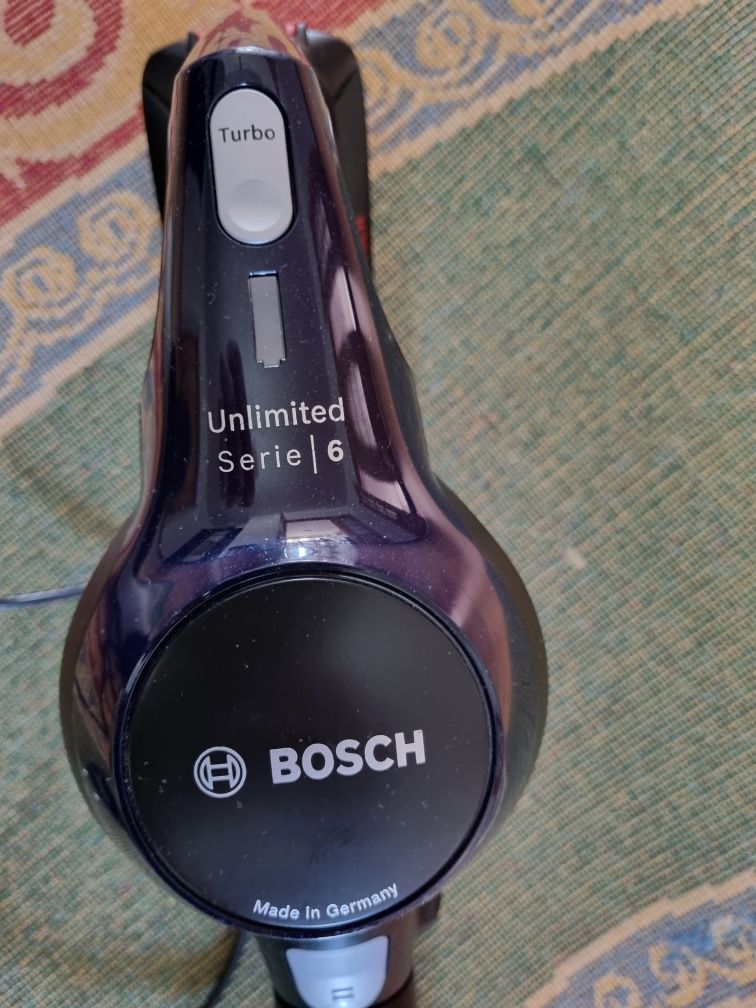 Turbo
Unlimited
Serie | 6
BOSCH
Made in Germany